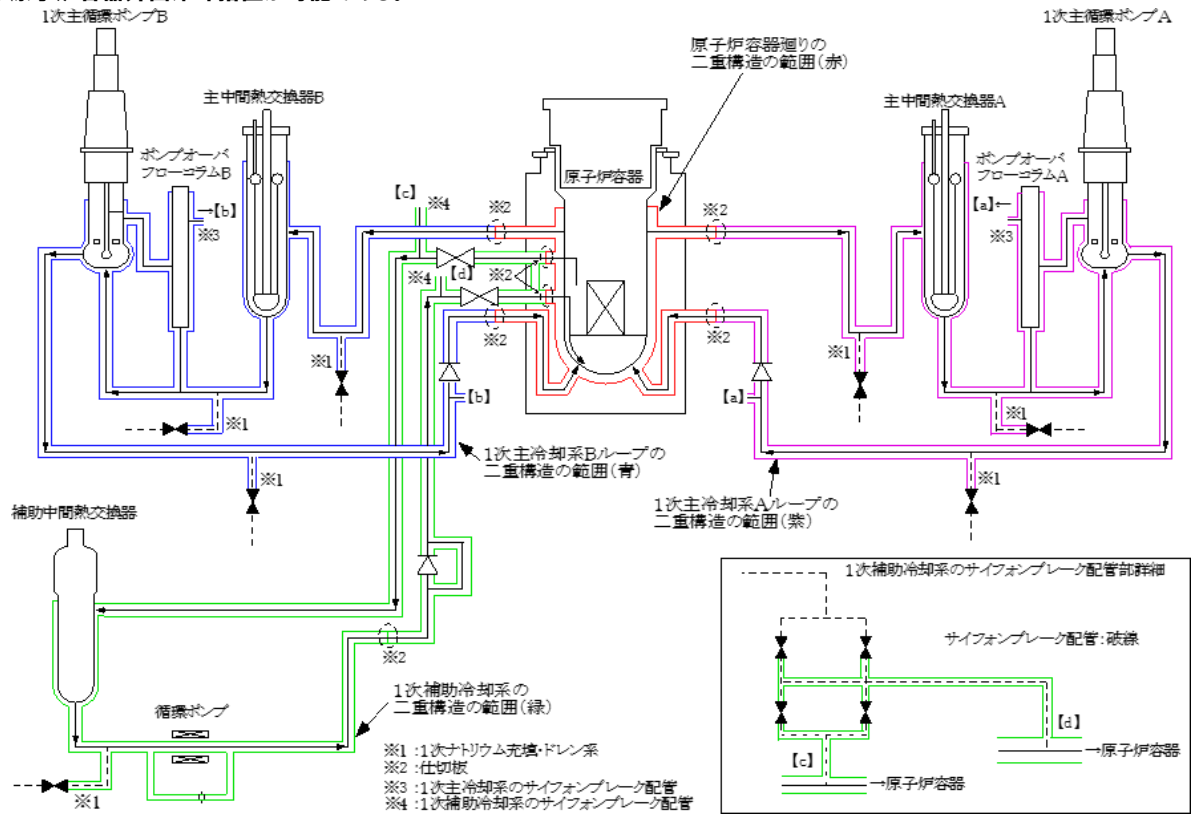 1次主循環ポンプB
1次主循環ポンプA
原子炉容器廻りの
二重構造の範囲(赤)
主中間熱交換器B
主中間熱交換器A
ポンプオーバ
フローコラムB
原子炉容器
ポンプオーバ
フローコラムA
→【b】
※3
【c】
※4
※2
※2
【a】←
※3
※4
【d】
※2
※2
※2
※1
※1
※1
※1
【b】
【a】
※1
※1
1次主冷却系Bループの
二重構造の範囲(青)
1次主冷却系Aループの
二重構造の範囲(紫)
補助中間熱交換器
※2
循環ポンプ
1次補助冷却系の
二重構造の範囲(緑)
※1
※1 :1次ナトリウム充填・ドレン系
※2 :仕切板
※3 :1次主冷却系のサイフォンブレーク配管
※4 :1次補助冷却系のサイフォンブレーク配管
1次補助冷却系のサイフォンブレーク配管部詳細
サイフォンブレーク配管:破線
【d】
→原子炉容器
【c】
→原子炉容器